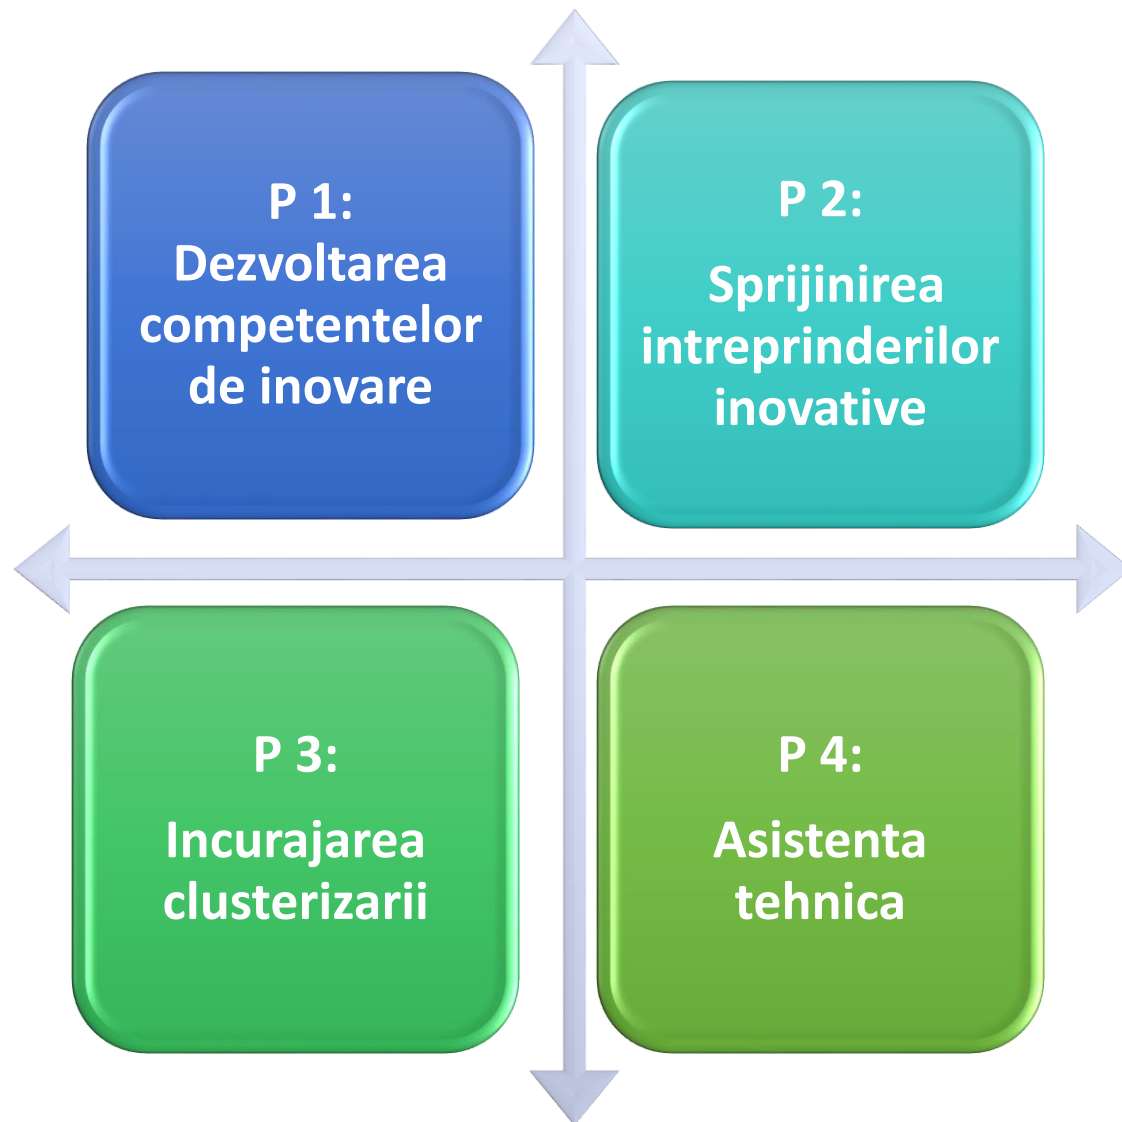 P 1:
Dezvoltarea
competentelor
de inovare
P 2:
Sprijinirea
intreprinderilor
inovative
P 3:
Incurajarea
clusterizarii
P 4:
Asistenta
tehnica